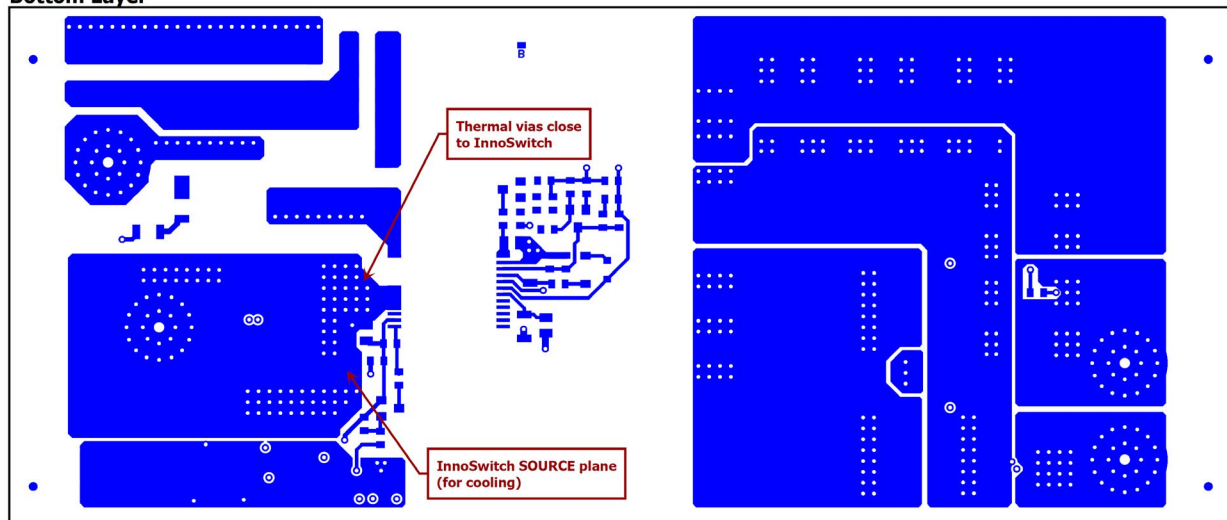 Bottom Layer
B
Thermal vias close
to InnoSwitch
InnoSwitch SOURCE plane
(for cooling)